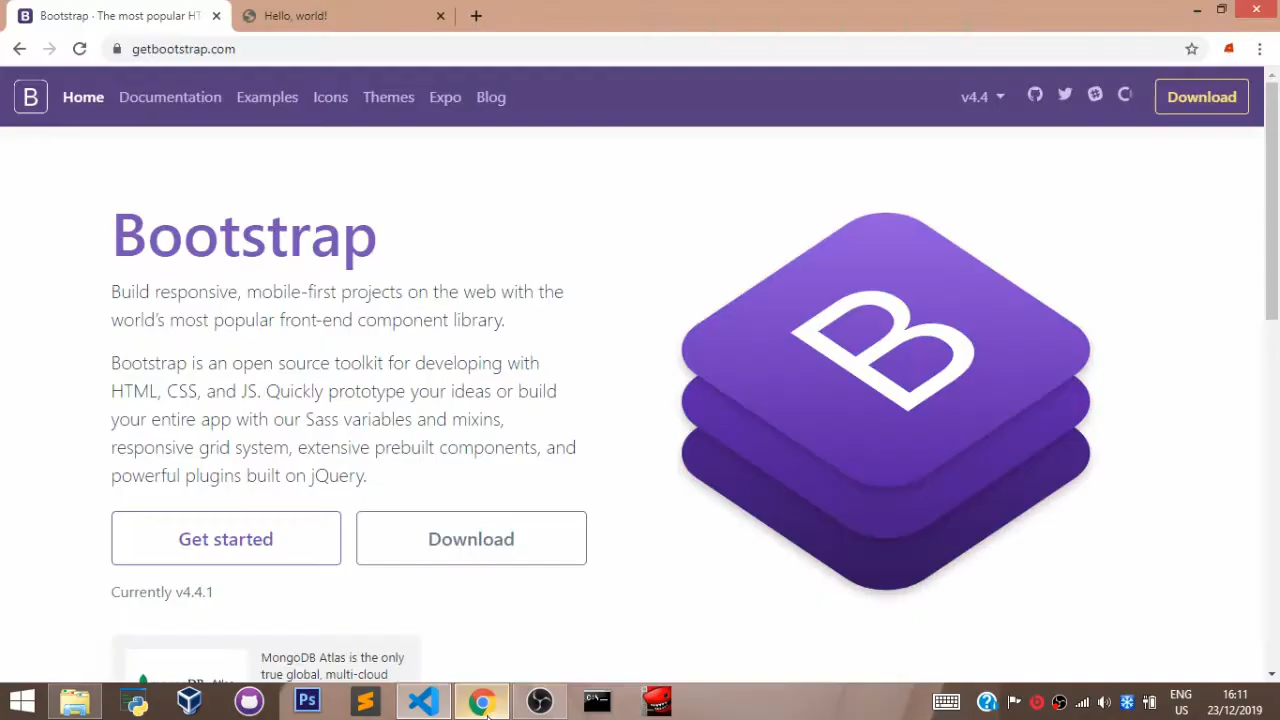 Bootstrap · The most popular HT
Hello, world!
getbootstrap.com
B Home Documentation Examples Icons Themes Expo Blog v4.4 Download
Bootstrap
Build responsive, mobile-first projects on the web with the
world's most popular front-end component library.
Bootstrap is an open source toolkit for developing with
HTML, CSS, and JS. Quickly prototype your ideas or build
your entire app with our Sass variables and mixins,
responsive grid system, extensive prebuilt components, and
powerful plugins built on jQuery.
Get started Download
Currently v4.4.1
B
MongoDB Atlas is the only
true global, multi-cloud
Ps
ENG
US
16:11
23/12/2019